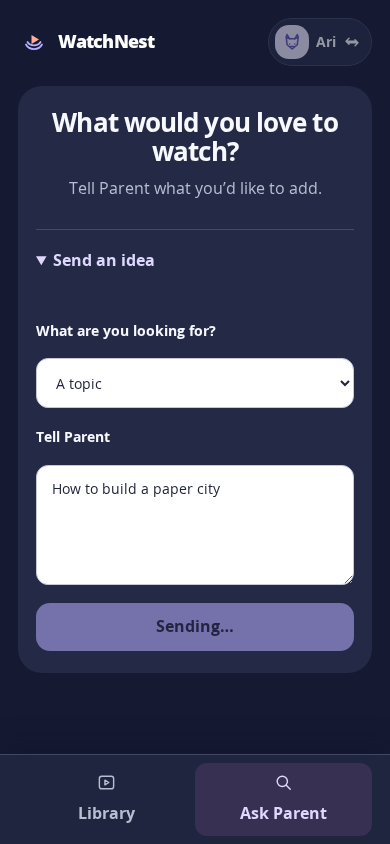 WatchNest
Ari
What would you love to
watch?
Tell Parent what you’d like to add.
Send an idea
What are you looking for?
A topic
Tell Parent
How to build a paper city
Sending…
Library
Ask Parent